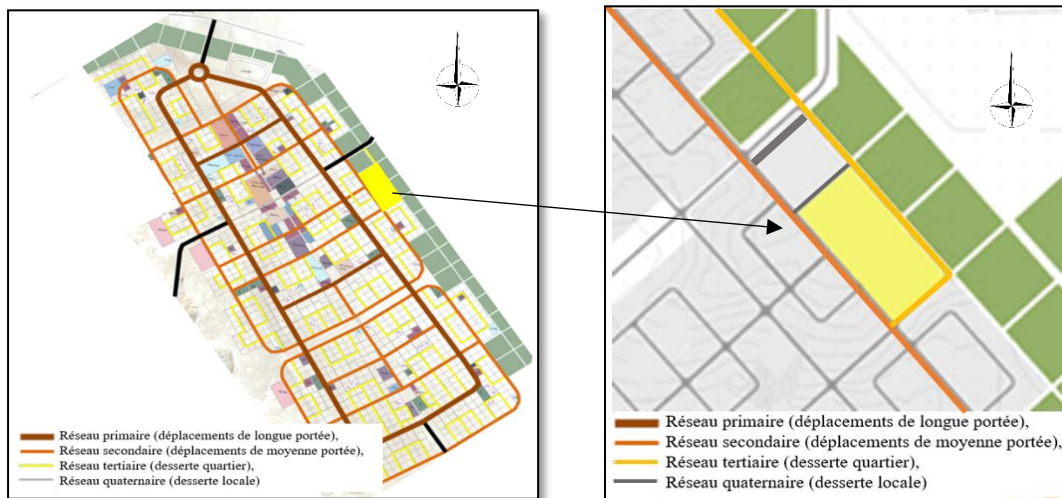 Réseau primaire (déplacements de longue portée),
Réseau secondaire (déplacements de moyenne portée),
Réseau tertiaire (desserte quartier),
Réseau quaternaire (desserte locale)
Réseau primaire (déplacements de longue portée),
Réseau secondaire (déplacements de moyenne portée),
Réseau tertiaire (desserte quartier),
Réseau quaternaire (desserte locale)